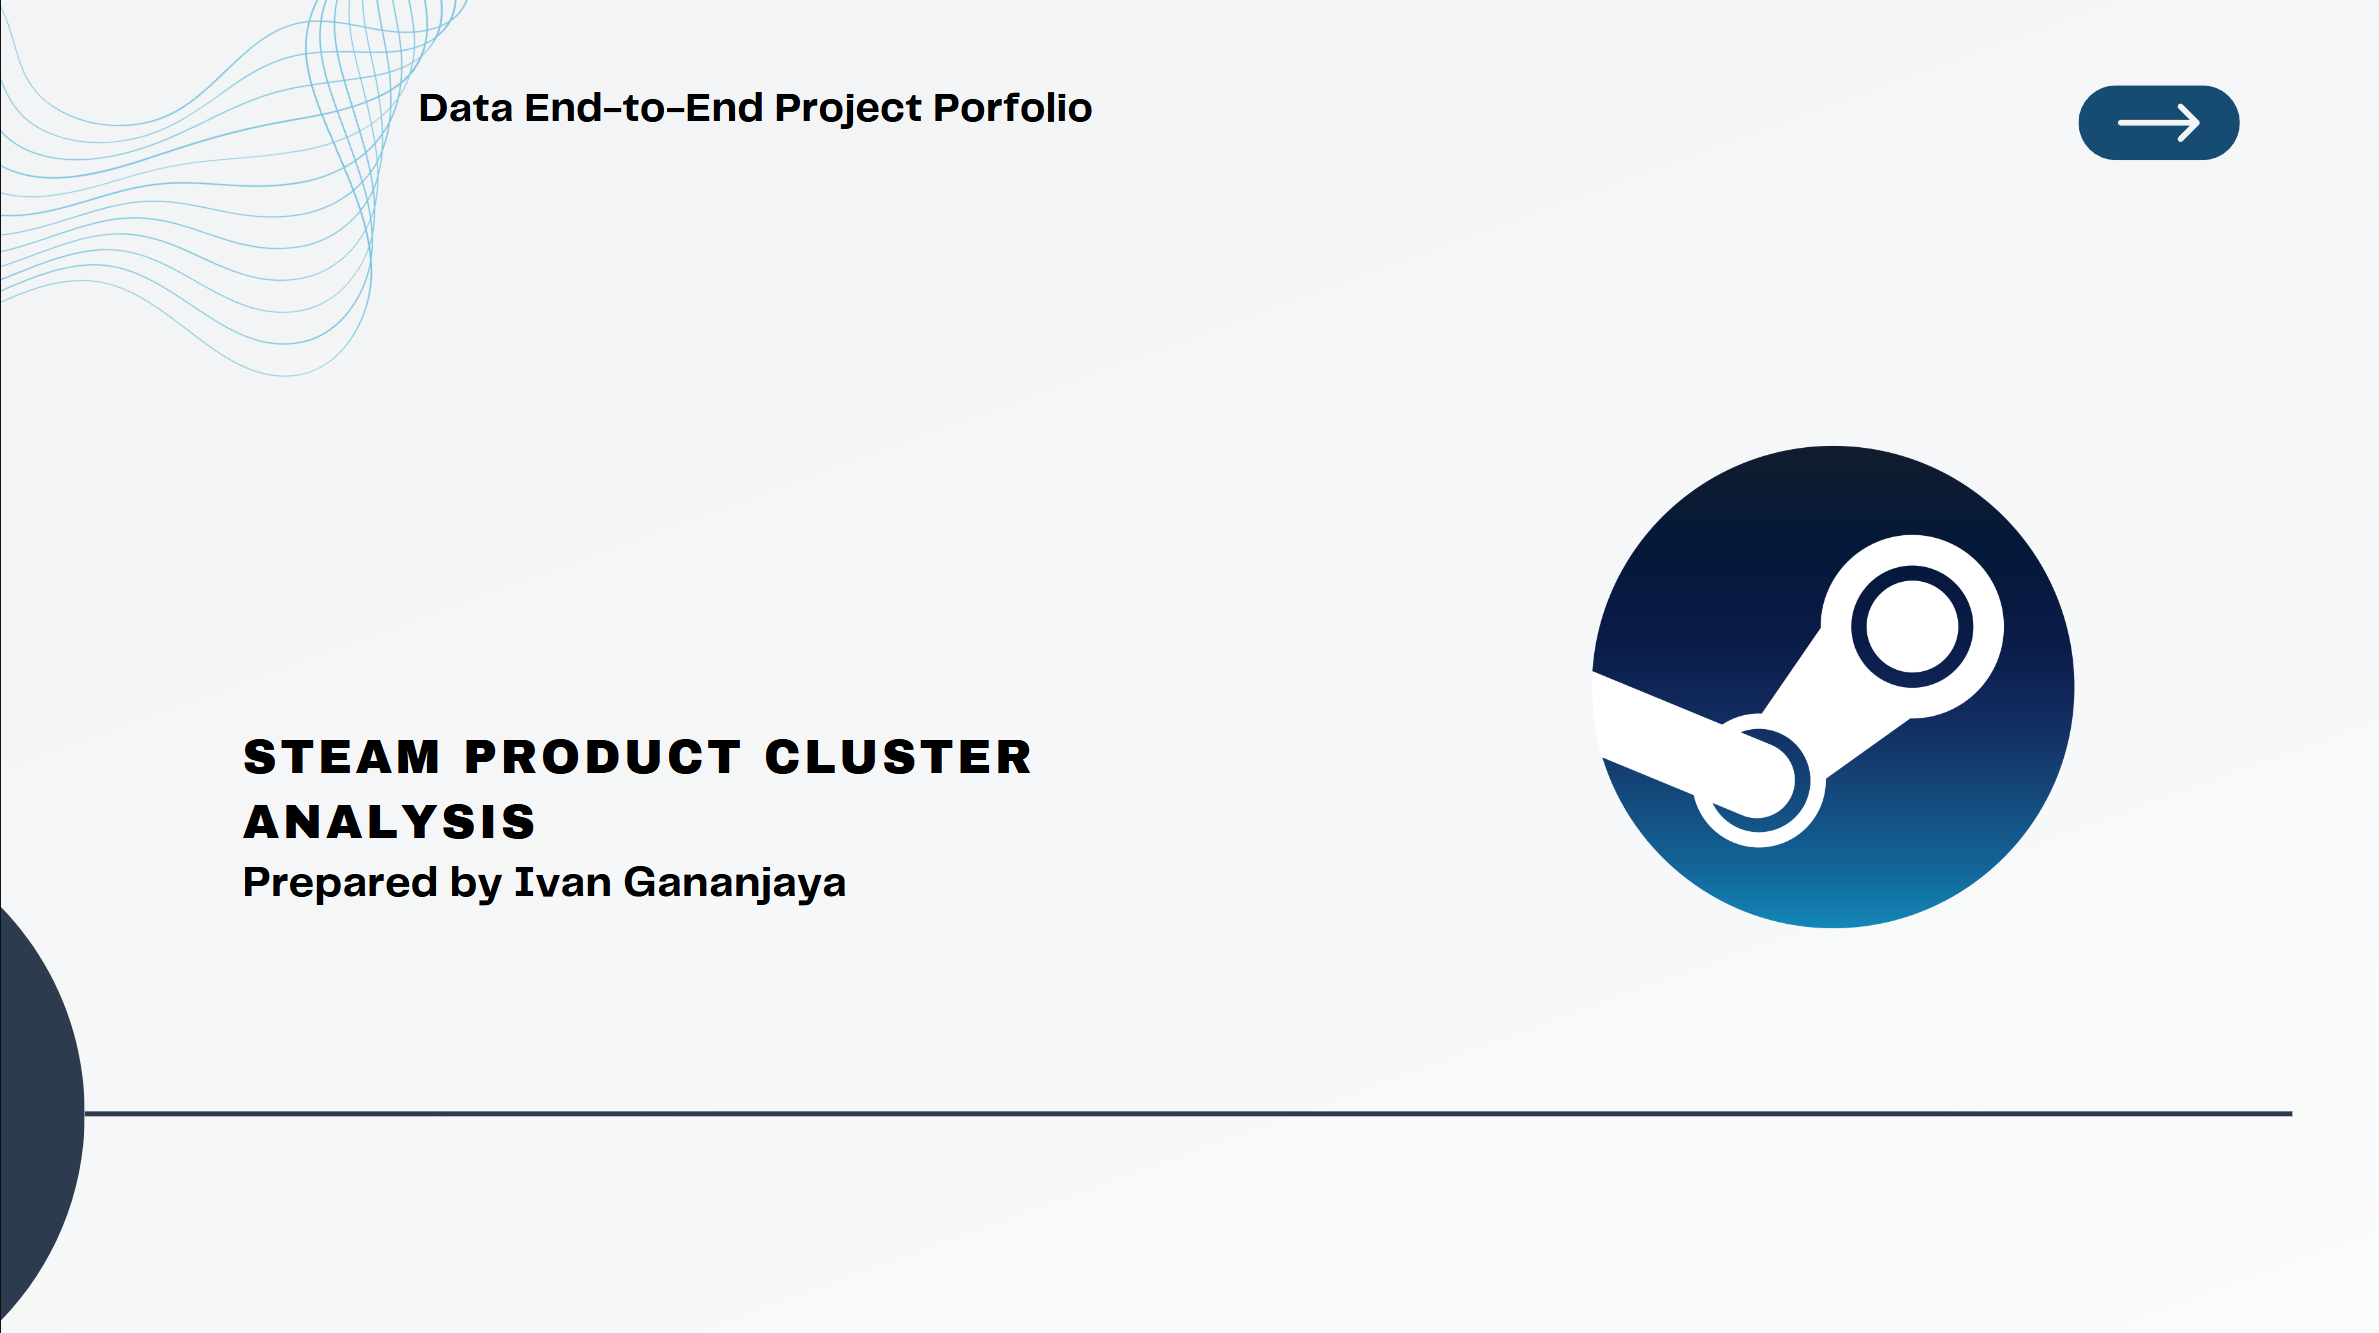 Data End-to-End Project Porfolio
STEAM PRODUCT CLUSTER
ANALYSIS
Prepared by Ivan Gananjaya